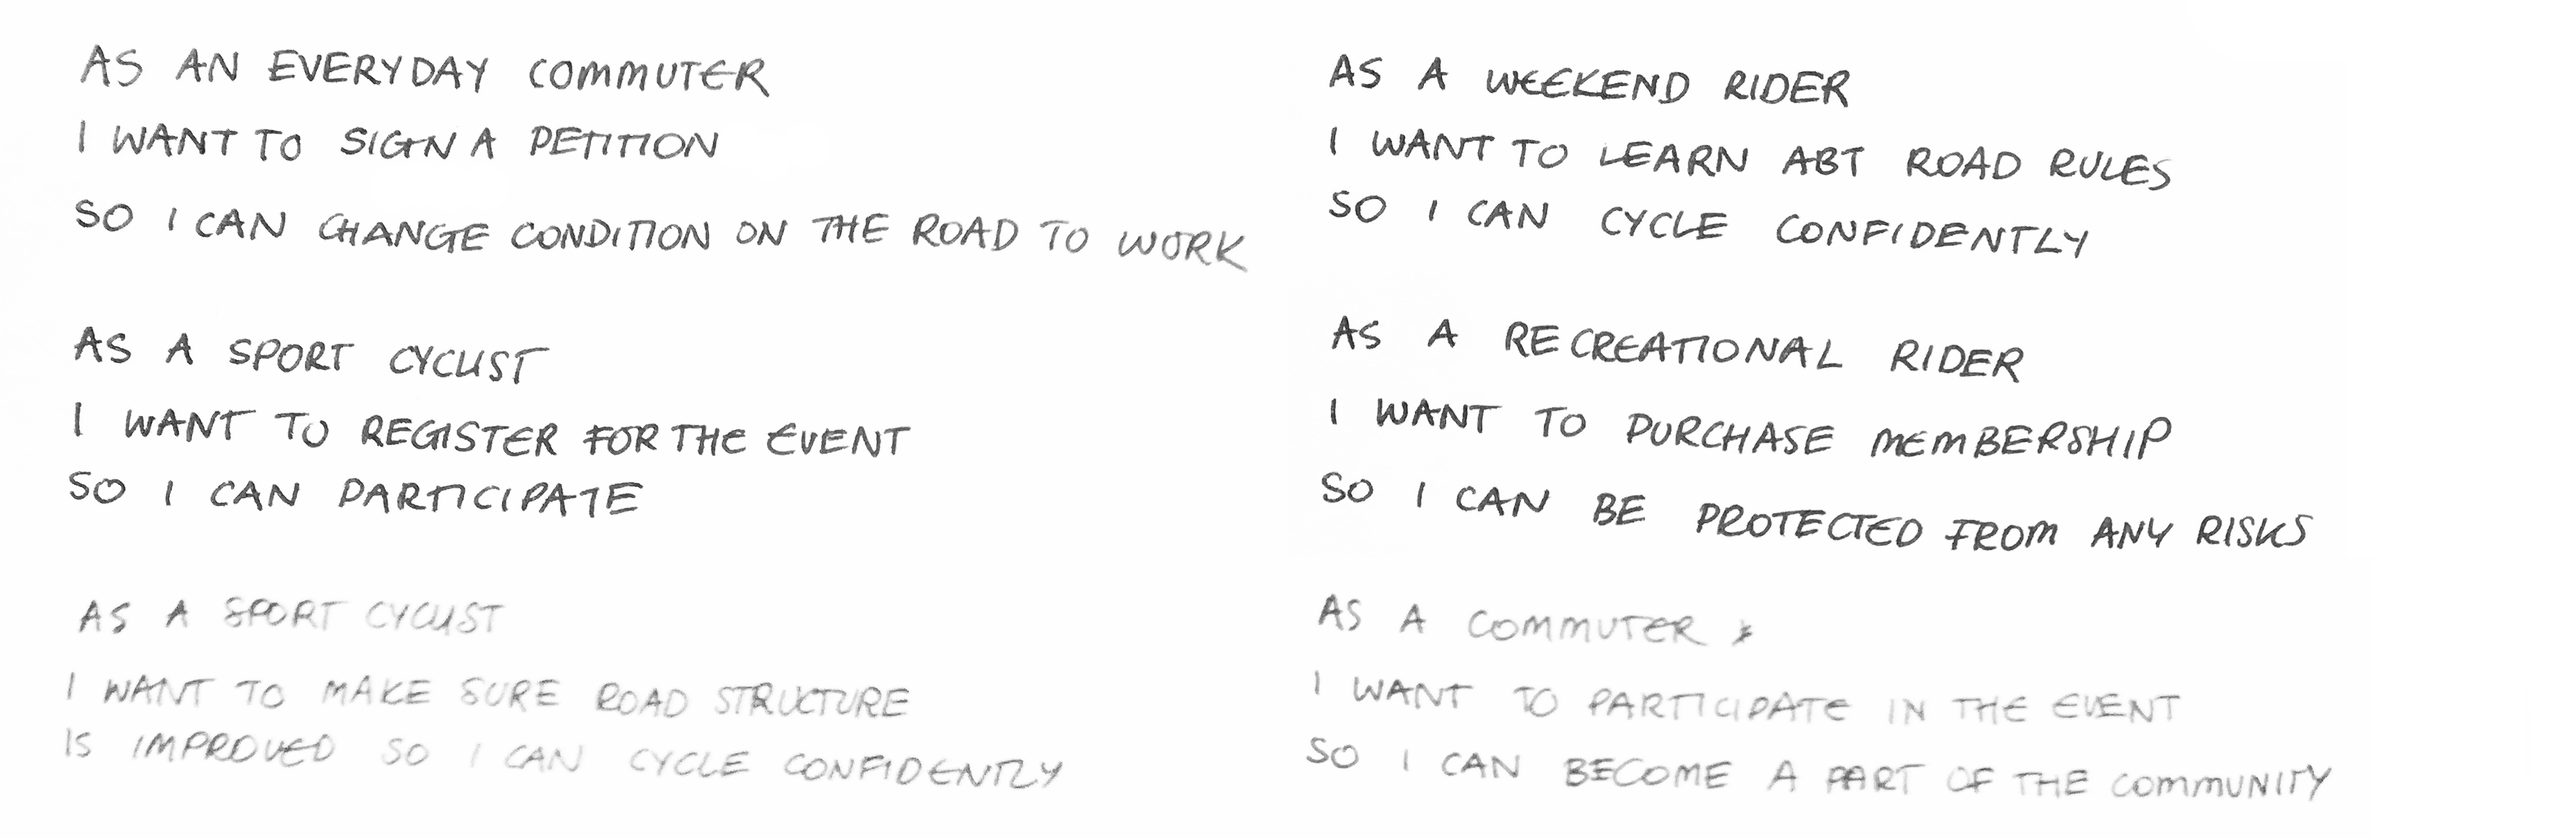 AS AN EVERYDAY COMMUTER
I WANT TO SIGN A PETITION
SO I CAN CHANGE CONDITION ON THE ROAD TO WORK
AS A SPORT CYCLIST
I WANT TO REGISTER FOR THE EVENT
SO I CAN PARTICIPATE
AS A SPORT CYCLIST
I WANT TO MAKE SURE ROAD STRUCTURE
IS IMPROVED SO I CAN CYCLE CONFIDENTLY
AS A WEEKEND RIDER
I WANT TO LEARN ABT ROAD RULES
SO I CAN CYCLE CONFIDENTLY
AS A RECREATIONAL RIDER
I WANT TO PURCHASE MEMBERSHIP
SO I CAN BE PROTECTED FROM ANY RISKS
AS A COMMUTER
I WANT TO PARTICIPATE IN THE EVENT
SO I CAN BECOME A PART OF THE COMMUNITY